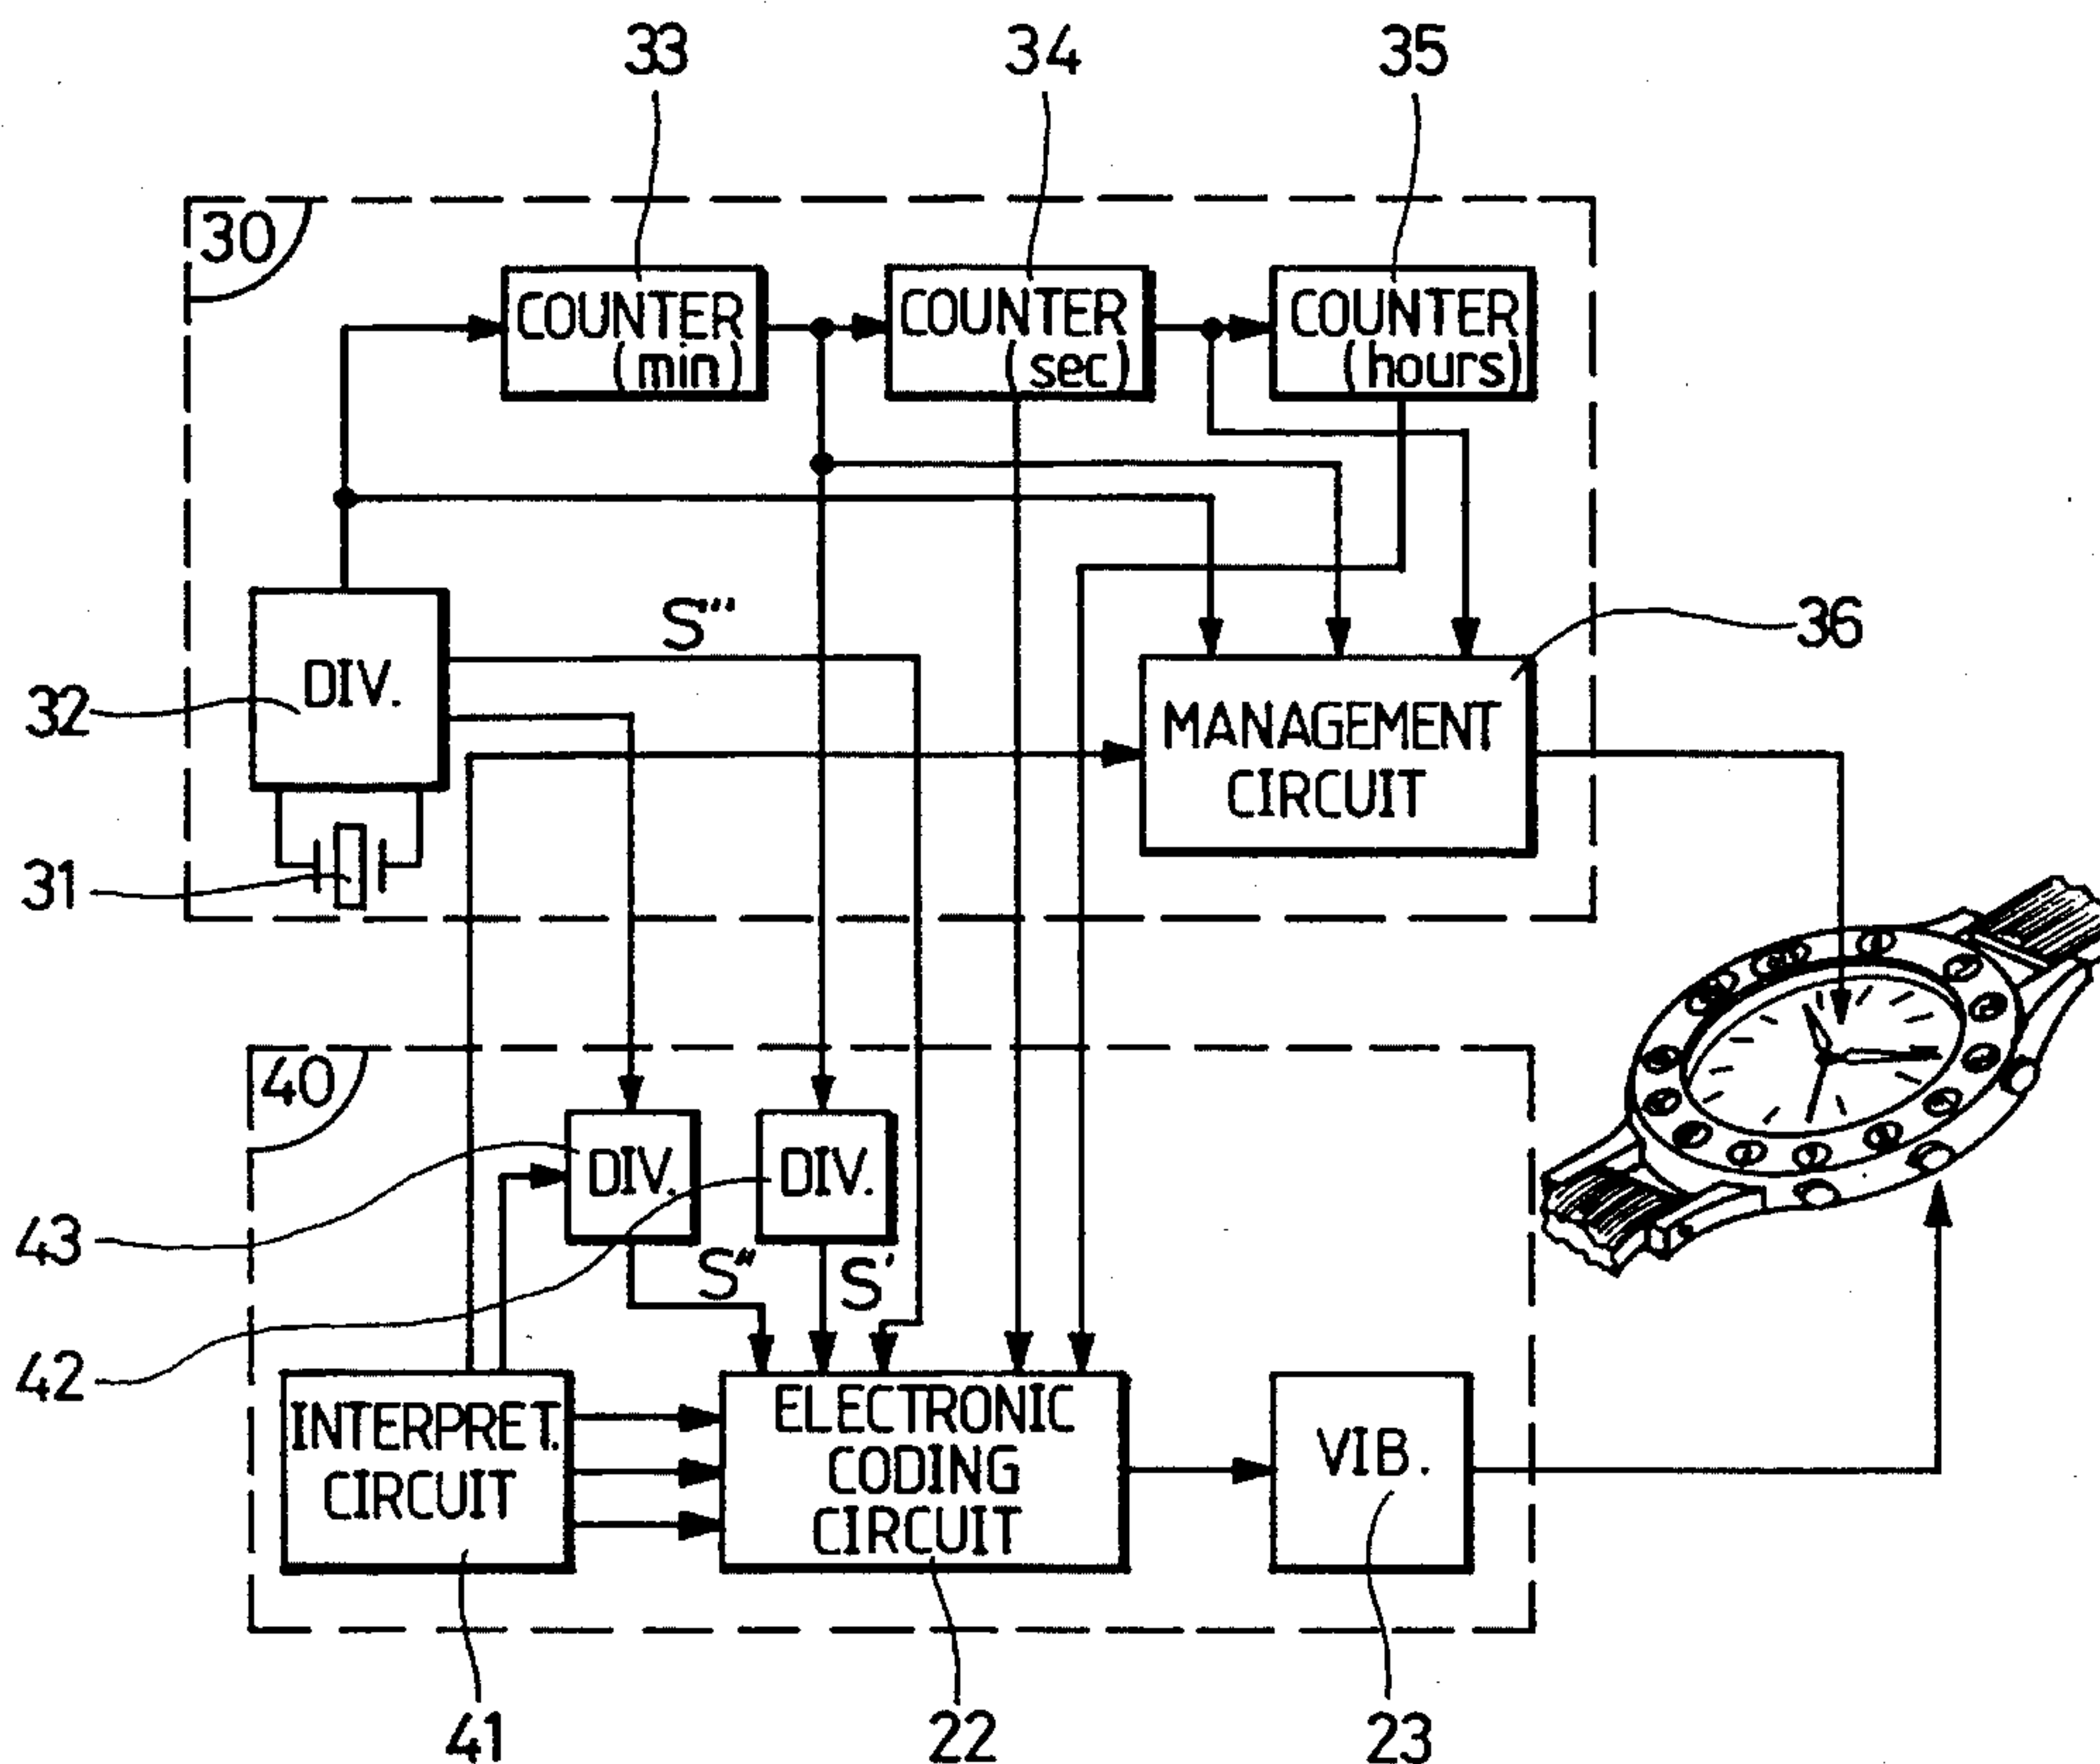 33
34
35
30
COUNTER
(min)
COUNTER
(sec)
COUNTER
(hours)
S'''
36
DIV.
32
MANAGEMENT
CIRCUIT
31
40
DIV.
DIV.
43
S''
S'
42
INTERPRET.
CIRCUIT
ELECTRONIC
CODING
CIRCUIT
VIB.
41
22
23